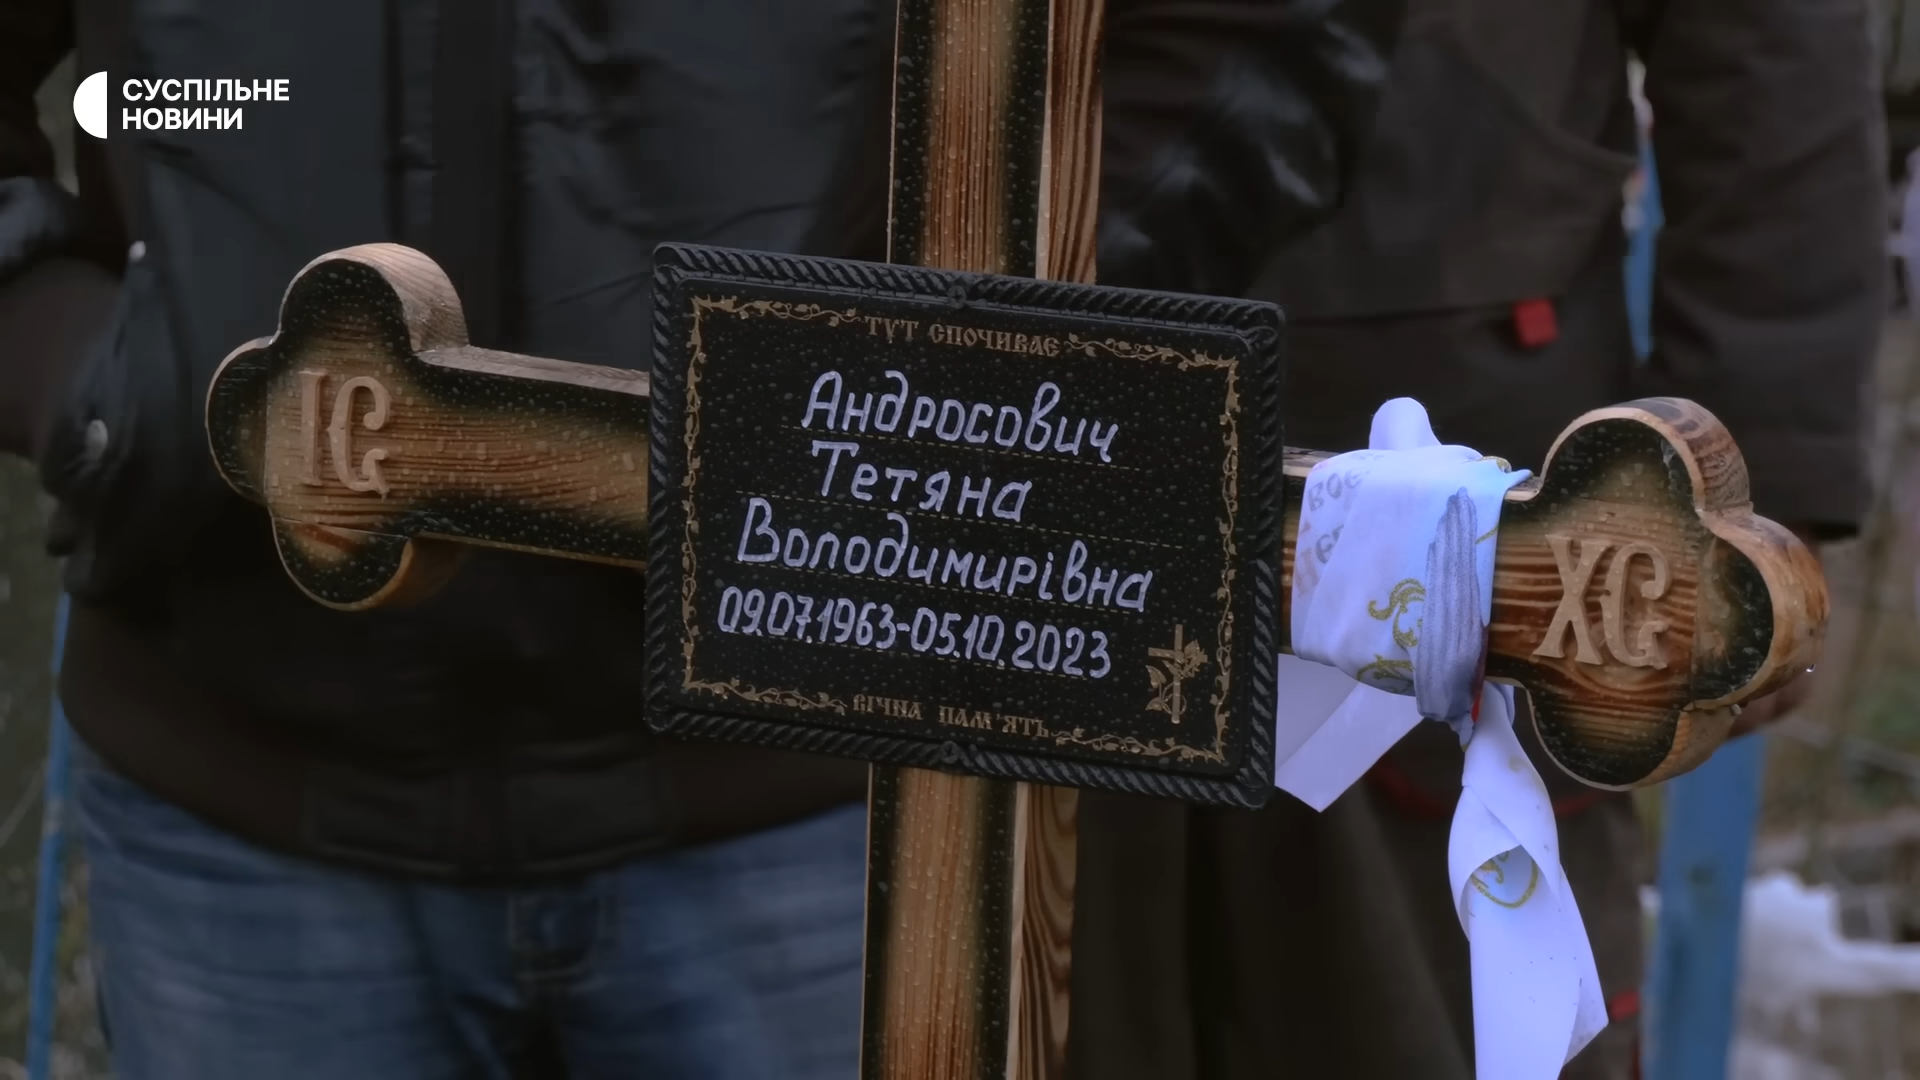 СУСПІЛЬНЕ
НОВИНИ
ТУТ СПОЧИВАЄ
Андросович
Тетяна
Володимирівна
09.07.1963-05.10.2023
ВІЧНА ПАМ'ЯТЬ
ІС
ХС